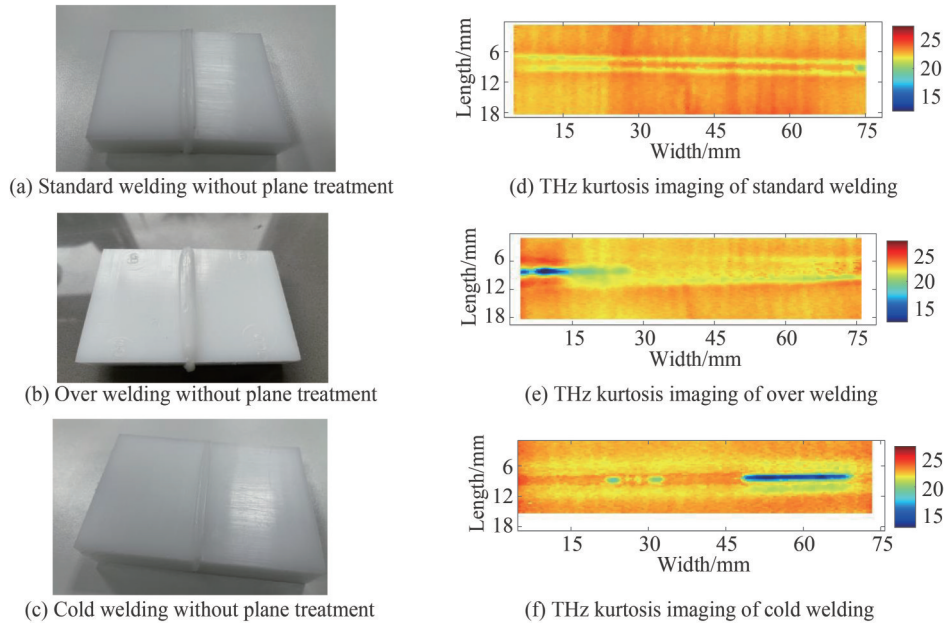 (a) Standard welding without plane treatment
Length/mm
6
12
18
15
30
45
60
75
Width/mm
25
20
15
(d) THz kurtosis imaging of standard welding
(b) Over welding without plane treatment
Length/mm
6
12
18
15
30
45
60
75
Width/mm
25
20
15
(e) THz kurtosis imaging of over welding
(c) Cold welding without plane treatment
Length/mm
6
12
18
15
30
45
60
75
Width/mm
25
20
15
(f) THz kurtosis imaging of cold welding